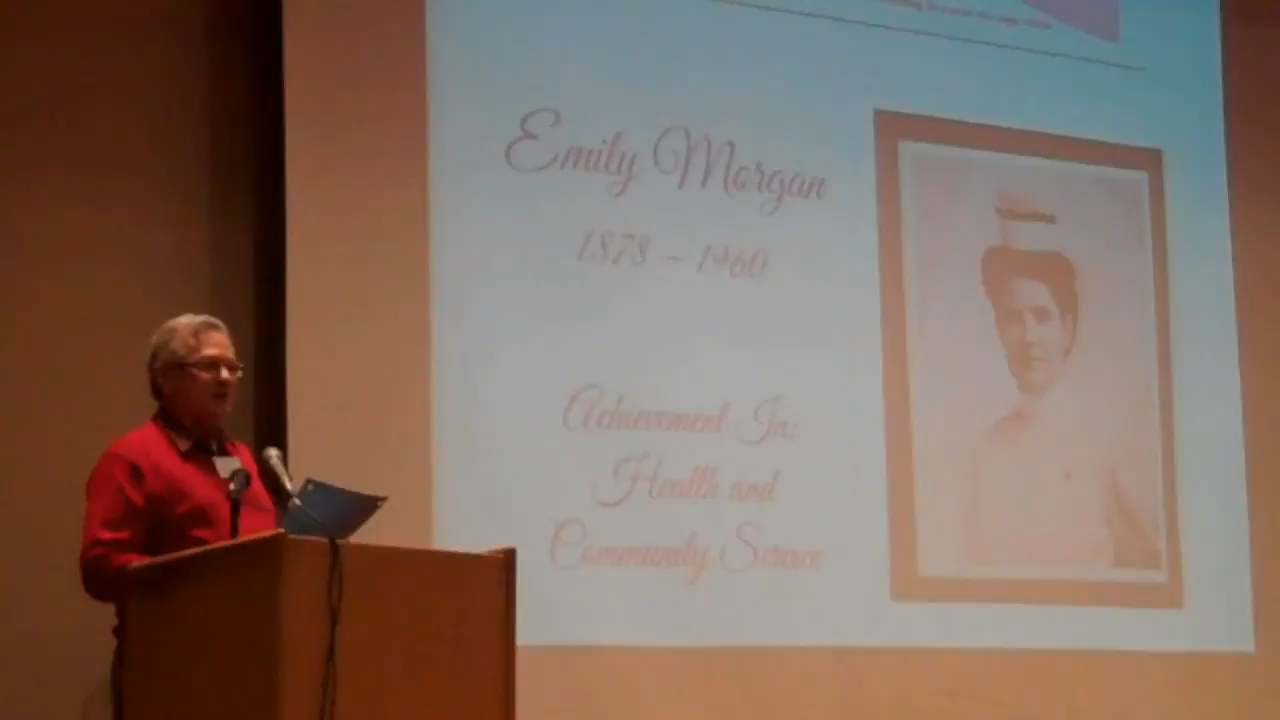 Emily Morgan
1878 - 1960
Achievement In:
Health and
Community Service